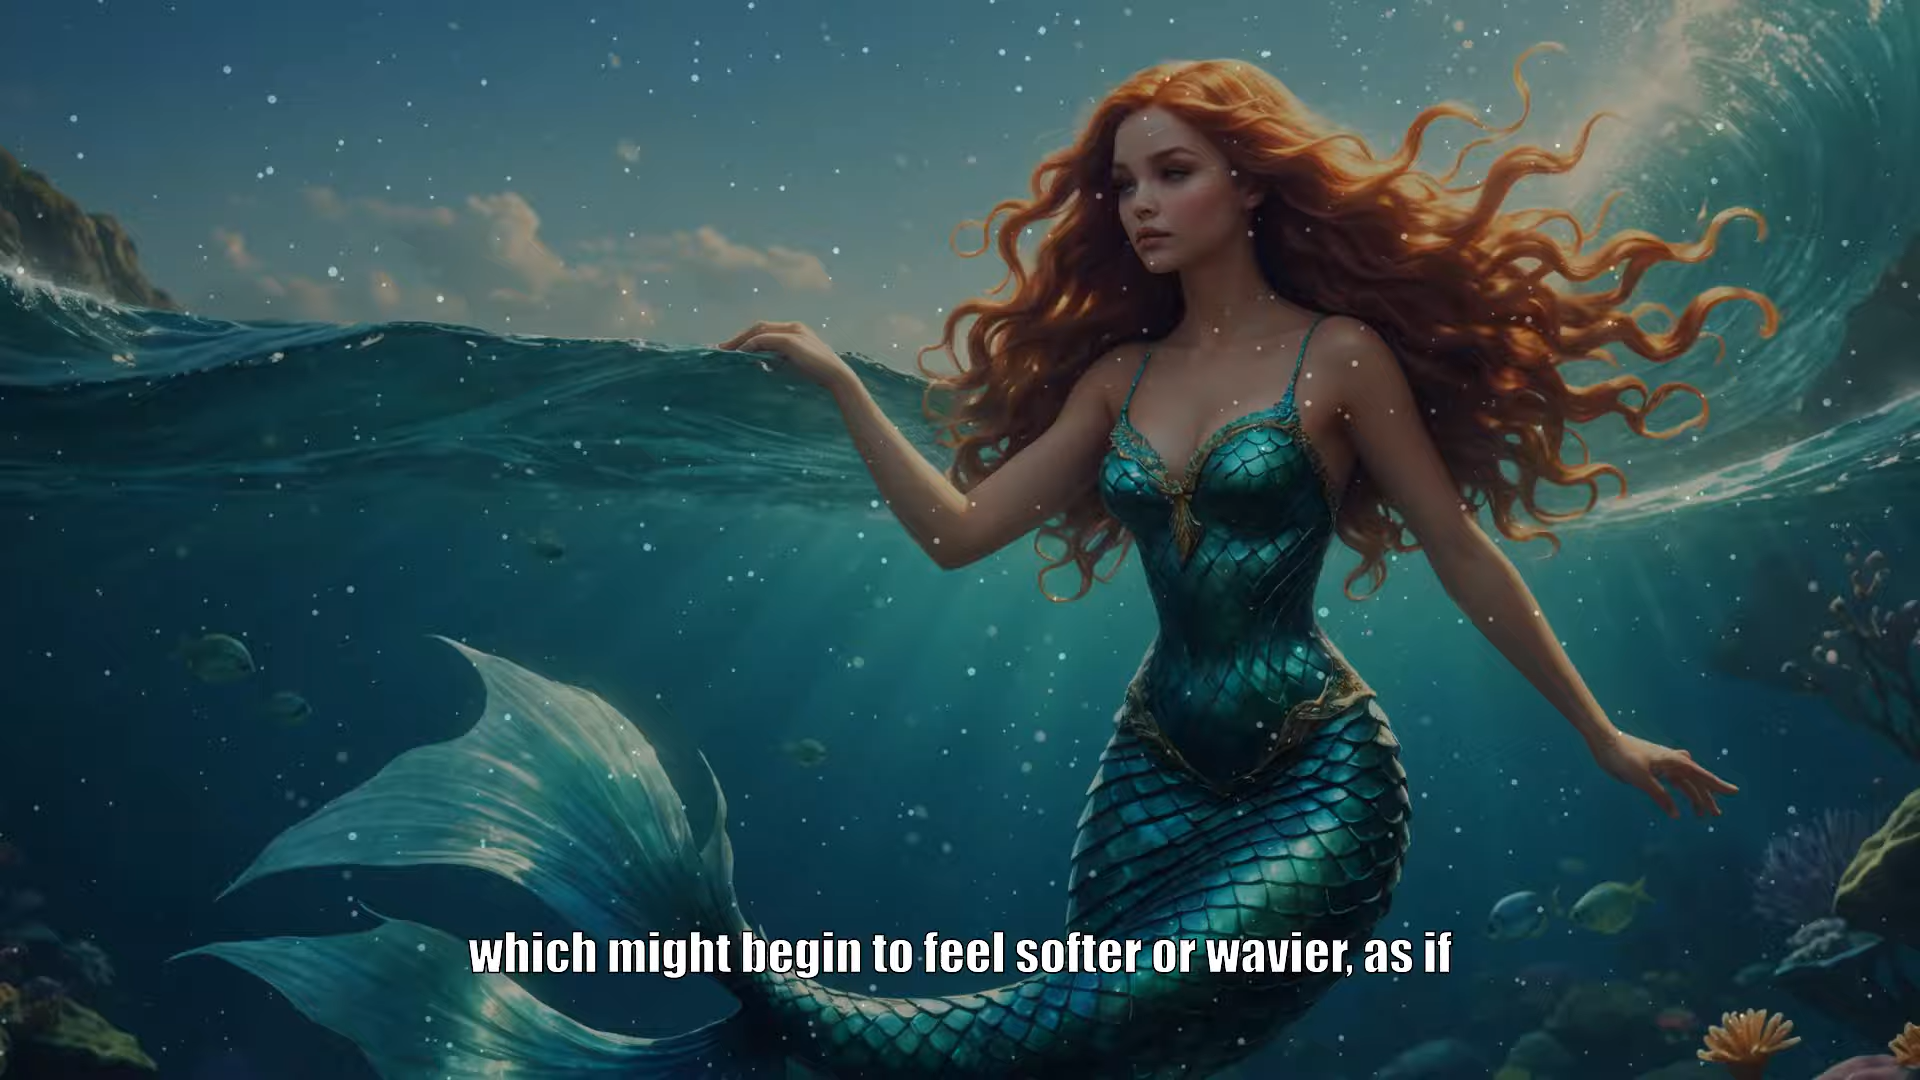 which might begin to feel softer or wavier, as if